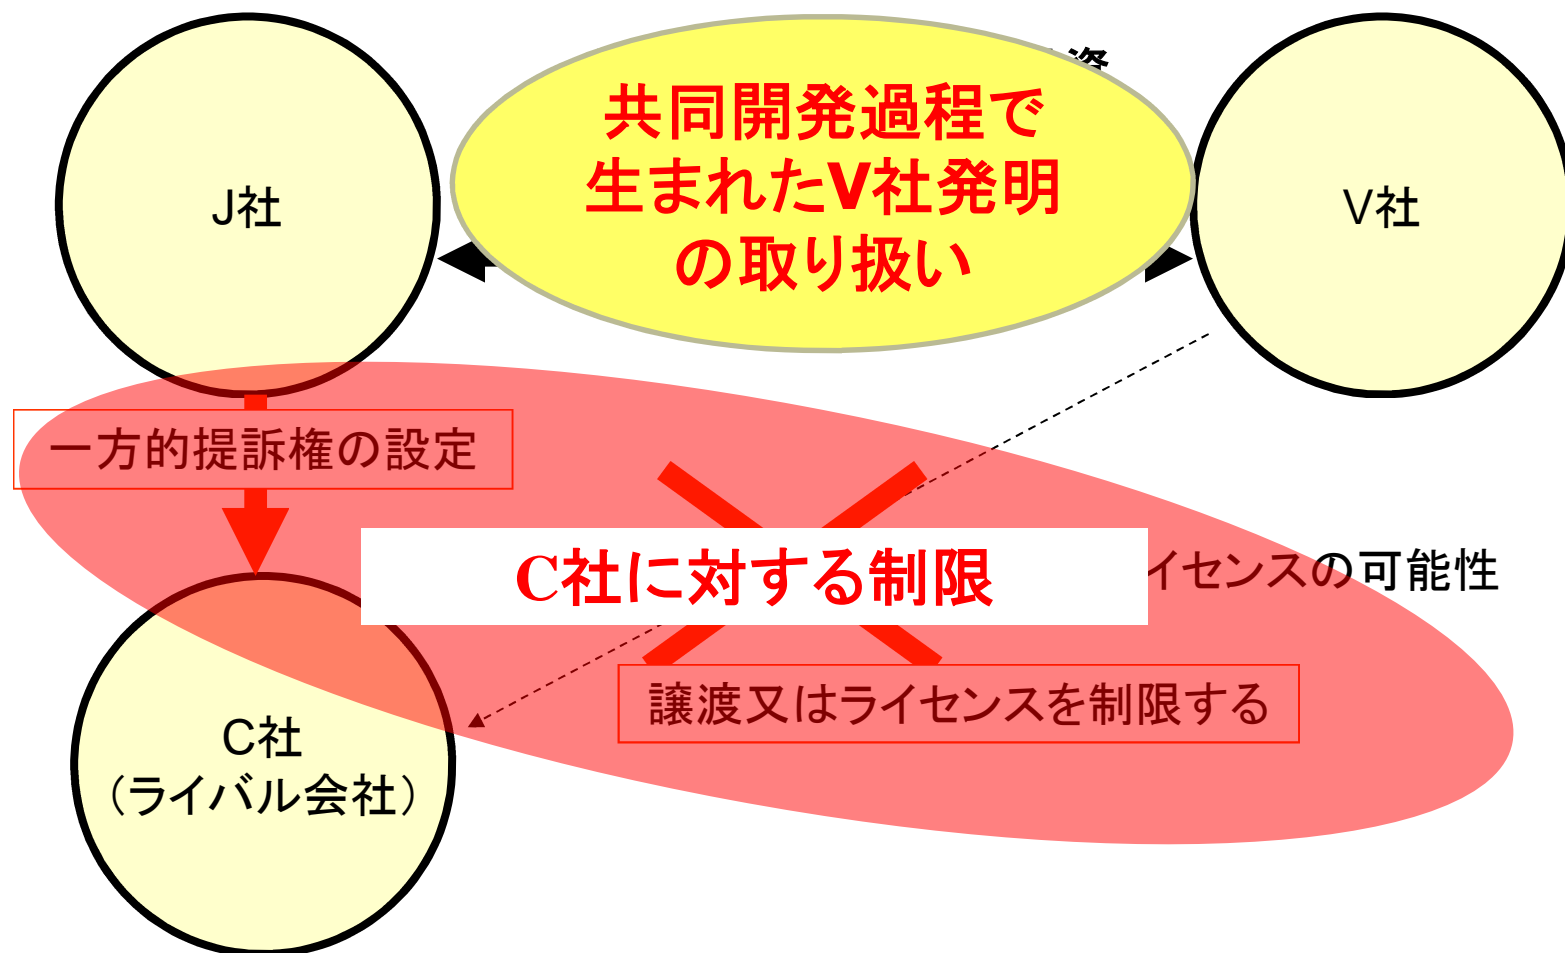 共同開発過程で
生まれたV社発明
の取り扱い
J社
V社
一方的提訴権の設定
C社に対する制限
イセンスの可能性
譲渡又はライセンスを制限する
C社
（ライバル会社）